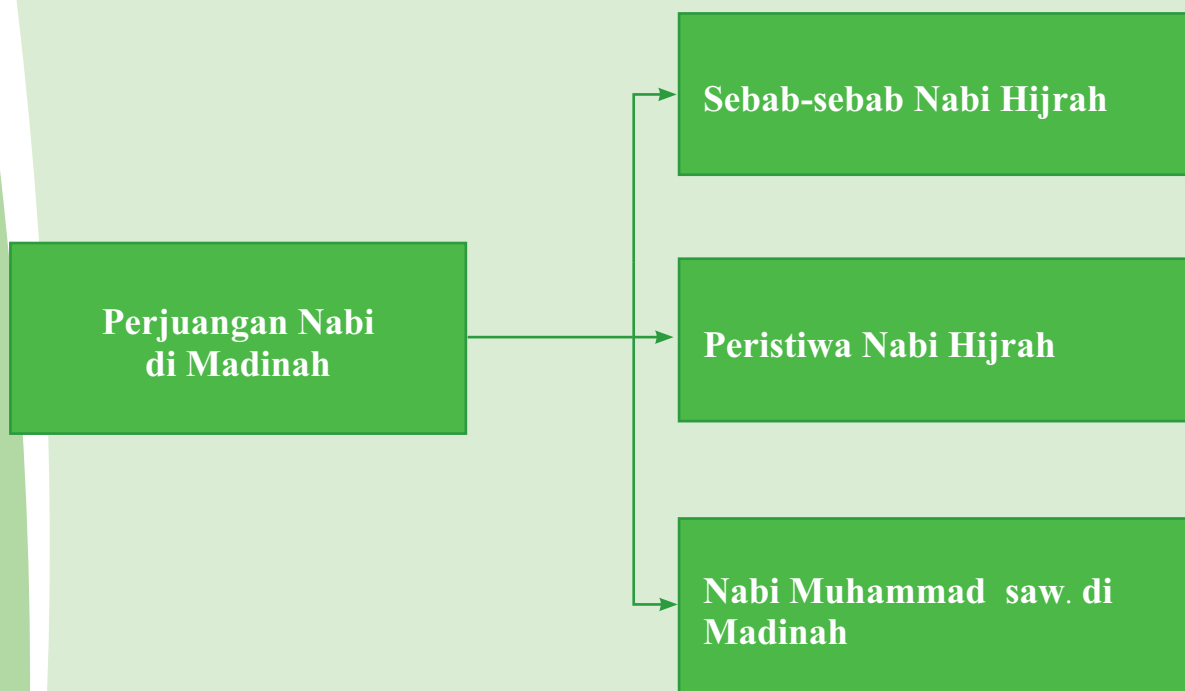 Sebab-sebab Nabi Hijrah
Perjuangan Nabi
di Madinah
Peristiwa Nabi Hijrah
Nabi Muhammad saw. di
Madinah